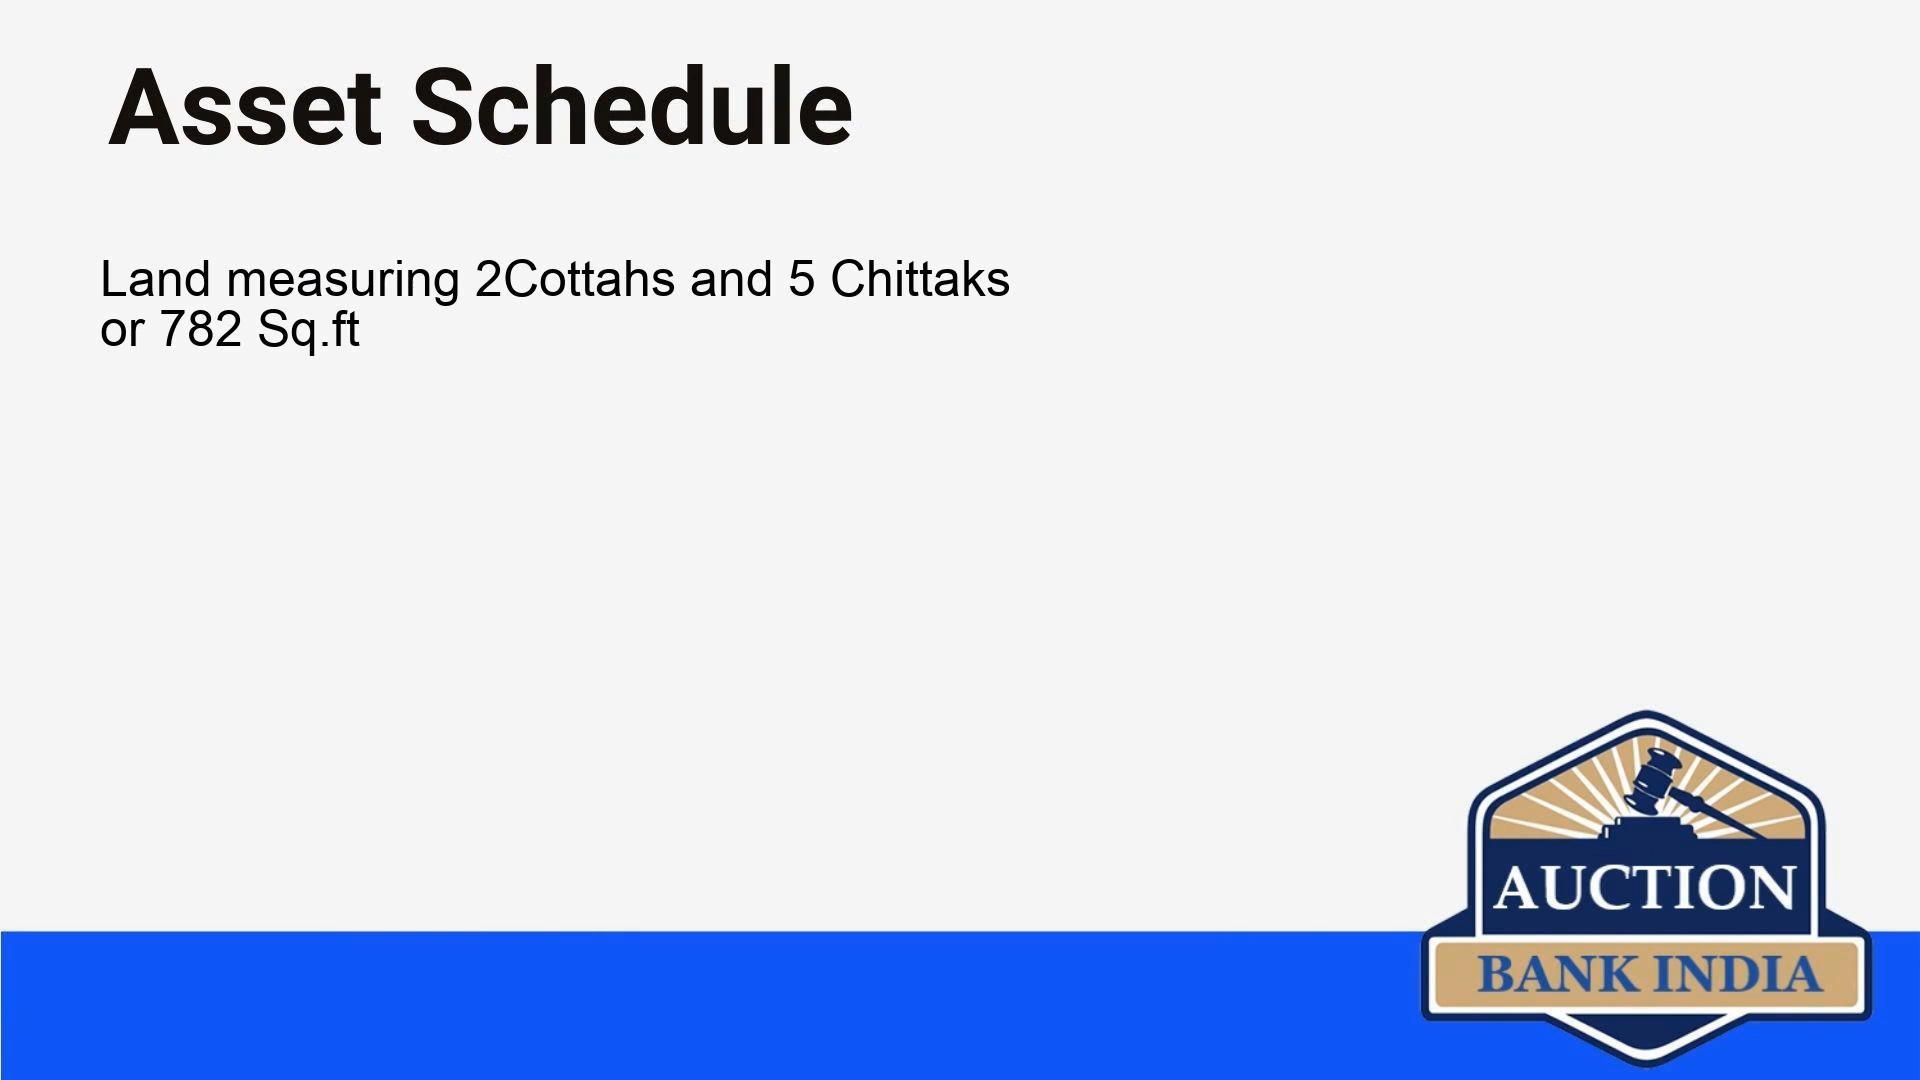 Asset Schedule
Land measuring 2Cottahs and 5 Chittaks
or 782 Sq.ft
AUCTION
BANK INDIA